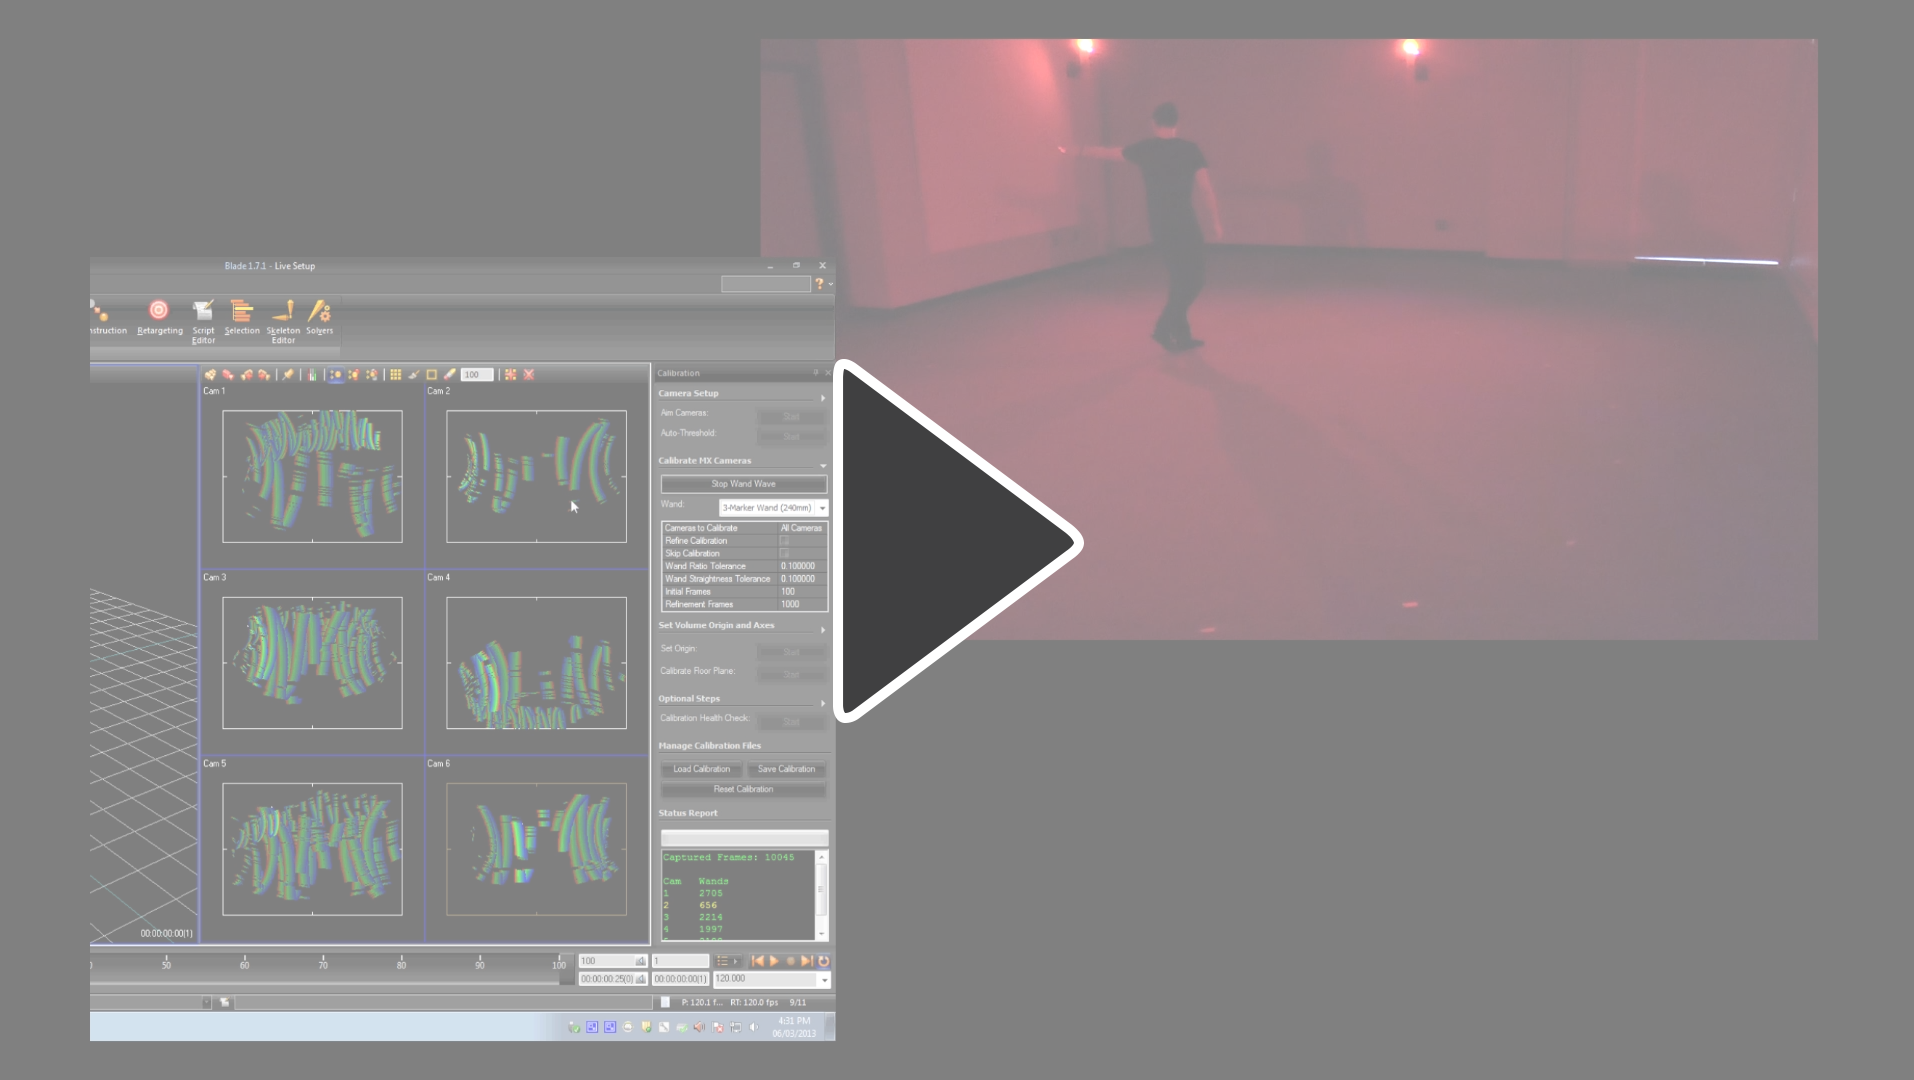 Blade 1.7.1 - Live Setup
nstruction Retargeting Script Editor Selection Skeleton Editor Solvers
100
Cam 1
Cam 2
Cam 3
Cam 4
Cam 5
Cam 6
00:00:00:00(1)
Calibration
Camera Setup
Aim Cameras: Start
Auto-Threshold: Start
Calibrate MX Cameras
Stop Wand Wave
Wand: 3-Marker Wand (240mm)
Cameras to Calibrate All Cameras
Refine Calibration
Skip Calibration
Wand Ratio Tolerance 0.100000
Wand Straightness Tolerance 0.100000
Initial Frames 100
Refinement Frames 1000
Set Volume Origin and Axes
Set Origin: Start
Calibrate Floor Plane: Start
Optional Steps
Calibration Health Check: Start
Manage Calibration Files
Load Calibration Save Calibration
Reset Calibration
Status Report
Captured Frames: 10045
Cam Wands
1 2705
2 656
3 2214
4 1997
50 60 70 80 90 100
100 1
00:00:00:25(0) 00:00:00:00(1) 120.000
P: 120.1 f... RT: 120.0 fps 9/11
4:31 PM
06/03/2013